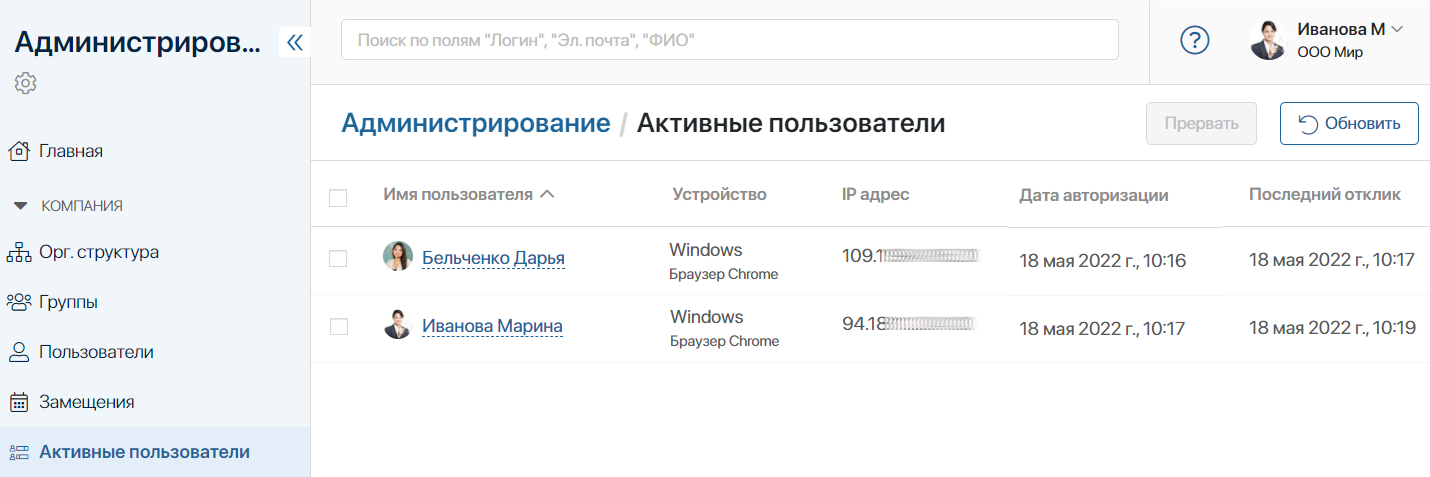 Администриров...
Поиск по полям "Логин", "Эл. почта", "ФИО"
?
Иванова М
ООО Мир
Главная
КОМПАНИЯ
Орг. структура
Группы
Пользователи
Замещения
Активные пользователи
Администрирование / Активные пользователи
Прервать
Обновить
Имя пользователя Устройство IP адрес Дата авторизации Последний отклик
Бельченко Дарья Windows 109.1 18 мая 2022 г., 10:16 18 мая 2022 г., 10:17
Браузер Chrome
Иванова Марина Windows 94.18 18 мая 2022 г., 10:17 18 мая 2022 г., 10:19
Браузер Chrome